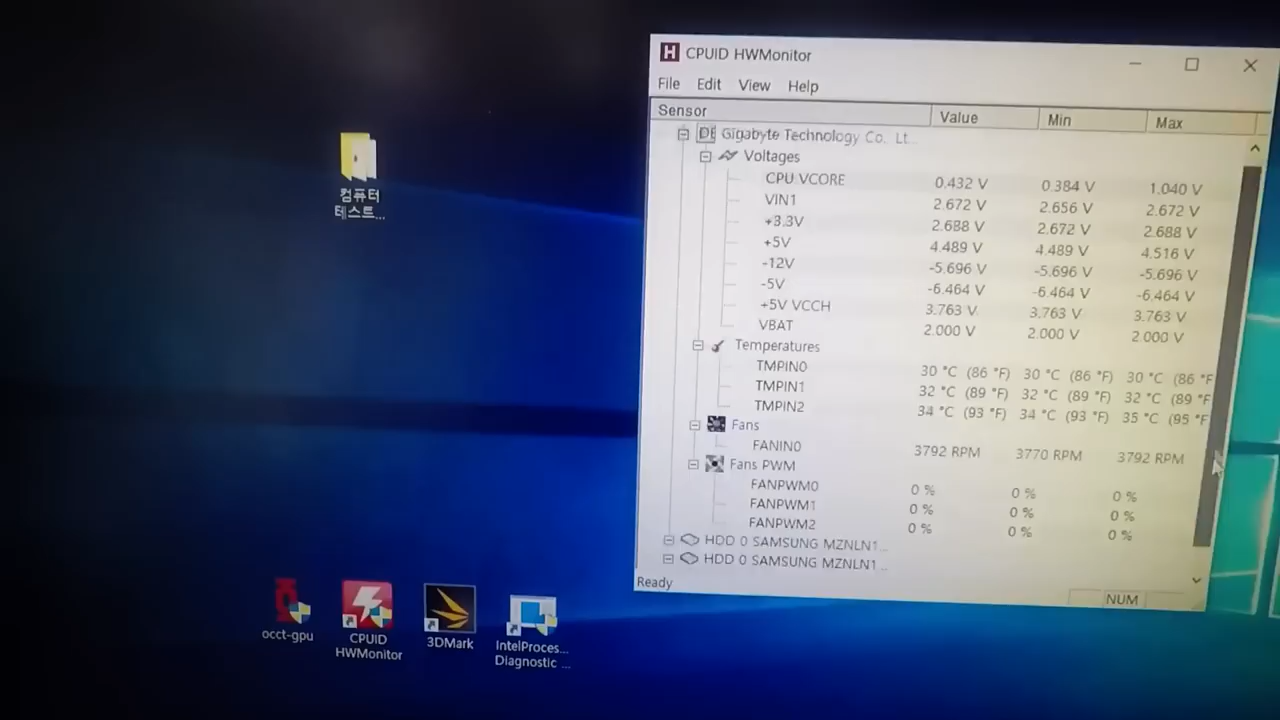 CPUID HWMonitor
File Edit View Help
Sensor Value Min Max
Gigabyte Technology Co. Lt...
Voltages
CPU VCORE 0.432 V 0.384 V 1.040 V
VIN1 2.672 V 2.656 V 2.672 V
+3.3V 2.688 V 2.672 V 2.688 V
+5V 4.489 V 4.489 V 4.516 V
-12V -5.696 V -5.696 V -5.696 V
-5V -6.464 V -6.464 V -6.464 V
+5V VCCH 3.763 V 3.763 V 3.763 V
VBAT 2.000 V 2.000 V 2.000 V
Temperatures
TMPIN0 30 °C (86 °F) 30 °C (86 °F) 30 °C (86 °F
TMPIN1 32 °C (89 °F) 32 °C (89 °F) 32 °C (89 °F
TMPIN2 34 °C (93 °F) 34 °C (93 °F) 35 °C (95 °F
Fans
FANIN0 3792 RPM 3770 RPM 3792 RPM
Fans PWM
FANPWM0 0 % 0 % 0 %
FANPWM1 0 % 0 % 0 %
FANPWM2 0 % 0 % 0 %
HDD 0 SAMSUNG MZNLN1...
HDD 0 SAMSUNG MZNLN1...
Ready
NUM
컴퓨터
테스트...
occt-gpu
CPUID
HWMonitor
3DMark
IntelProces...
Diagnostic ...